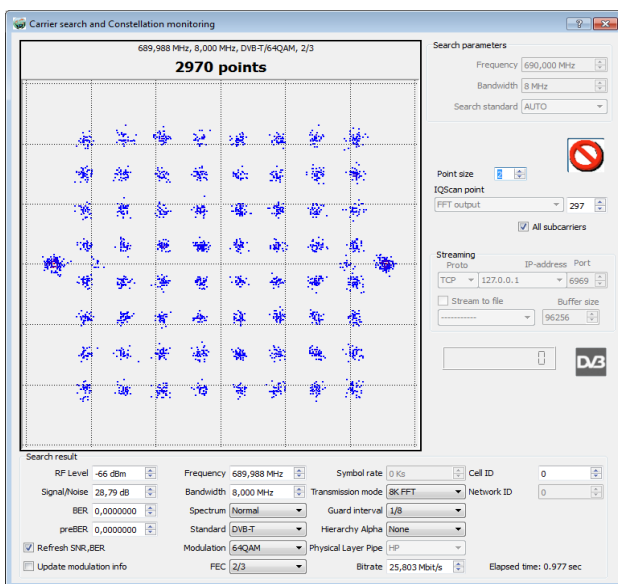 Carrier search and Constellation monitoring
689,988 MHz, 8,000 MHz, DVB-T/64QAM, 2/3
2970 points
Search parameters
Frequency 690,000 MHz
Bandwidth 8 MHz
Search standard AUTO
Point size 2
IQScan point
FFT output 297
All subcarriers
Streaming
Proto IP-address Port
TCP 127.0.0.1 6969
Stream to file Buffer size
----------- 96256
0
DVB
Search result
RF Level -66 dBm Frequency 689,988 MHz Symbol rate 0 Ks Cell ID 0
Signal/Noise 28,79 dB Bandwidth 8,000 MHz Transmission mode 8K FFT Network ID 0
BER 0,0000000 Spectrum Normal Guard interval 1/8
preBER 0,0000000 Standard DVB-T Hierarchy Alpha None
Refresh SNR,BER Modulation 64QAM Physical Layer Pipe HP
Update modulation info FEC 2/3 Bitrate 25,803 Mbit/s Elapsed time: 0.977 sec